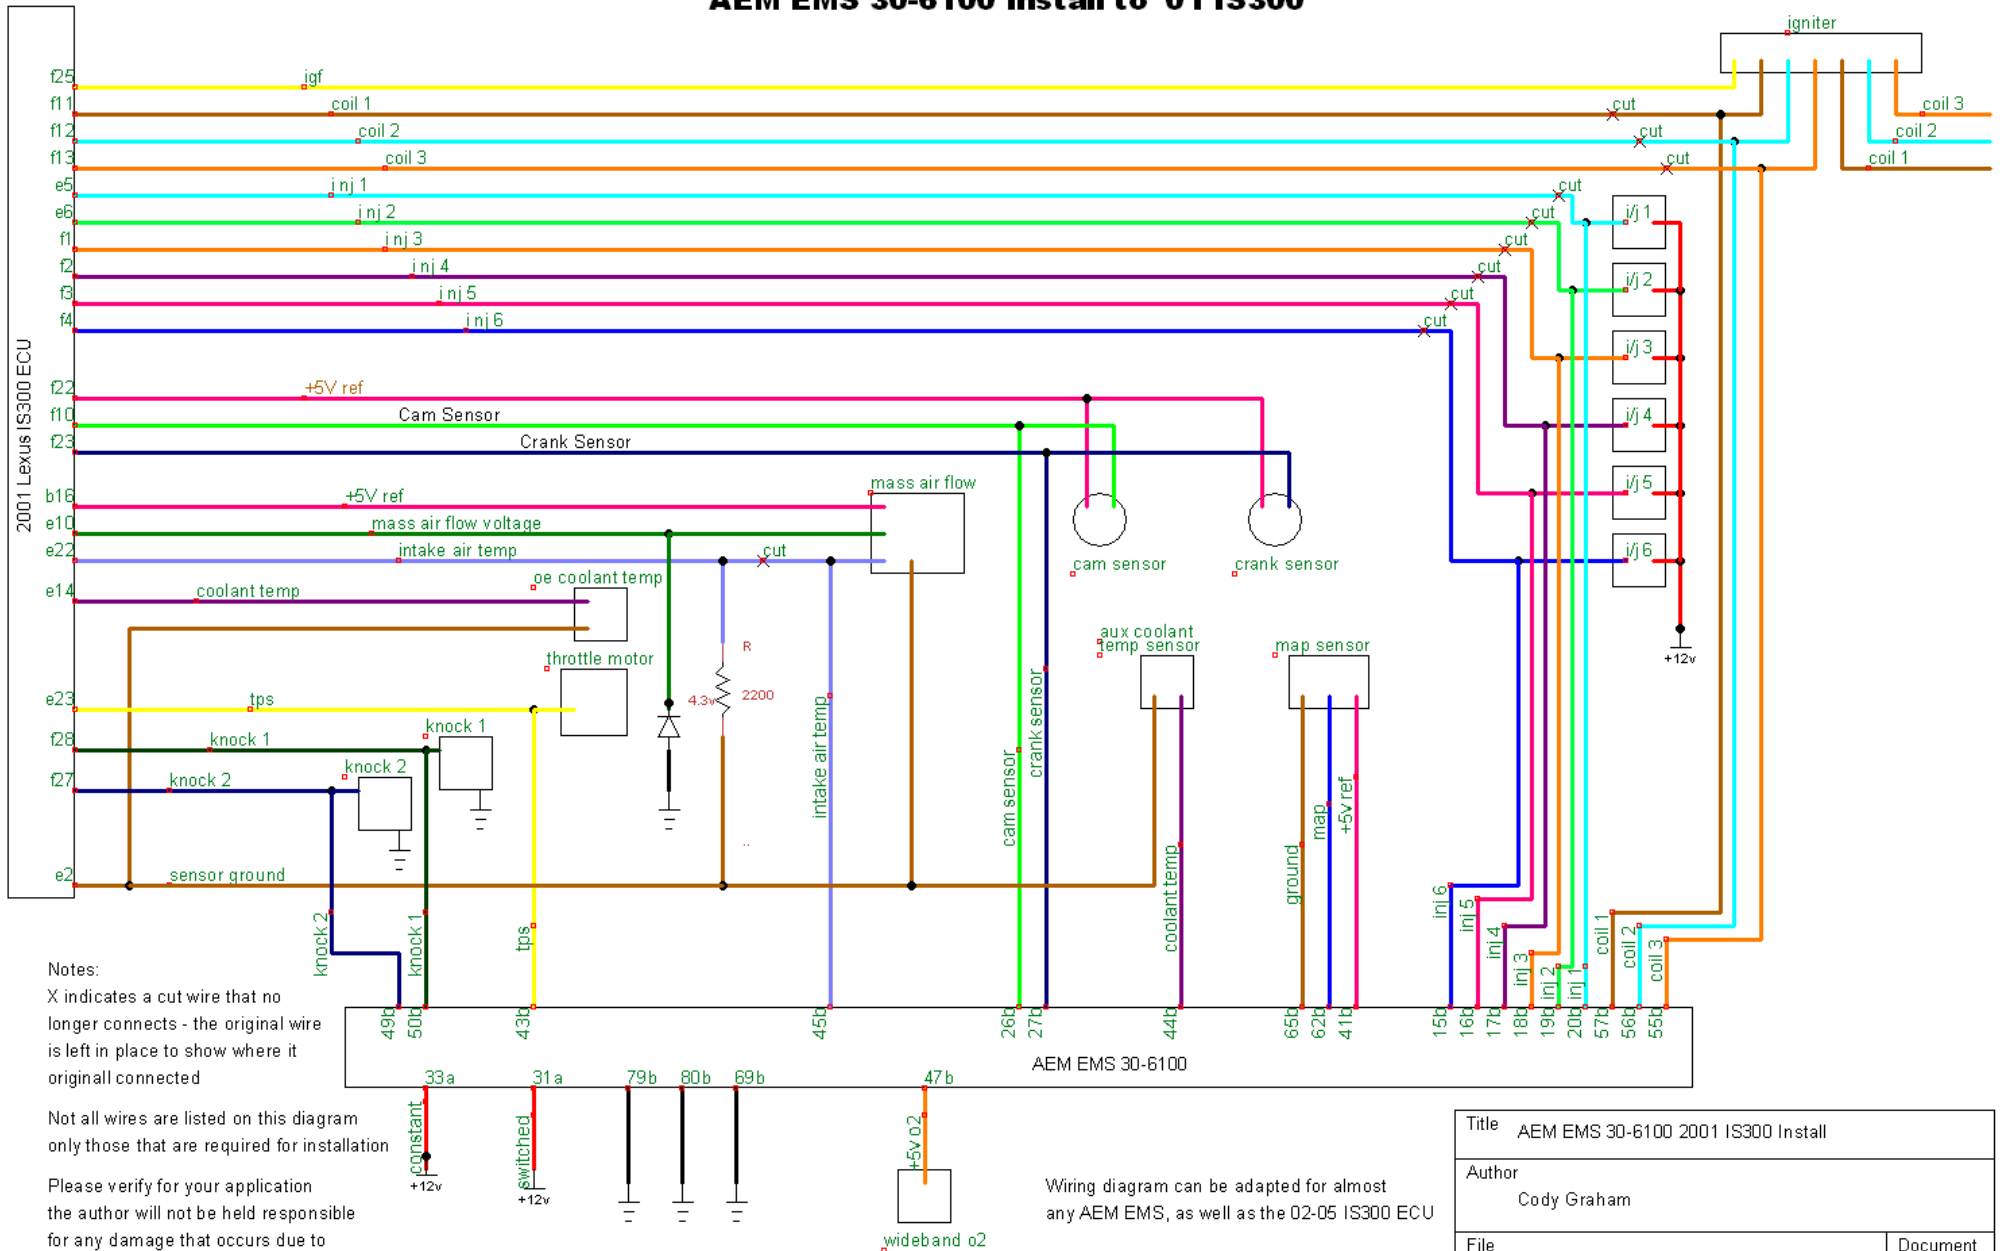 AEM EMS 30-6100 Install to '01 IS300
igniter
f25
igf
f11
coil 1
cut
coil 3
f12
coil 2
cut
coil 2
f13
coil 3
cut
coil 1
e5
inj 1
cut
e6
inj 2
cut
i/j 1
f1
inj 3
cut
f2
inj 4
cut
i/j 2
f3
inj 5
cut
f4
inj 6
cut
i/j 3
2001 Lexus IS300 ECU
f22
+5V ref
f10
Cam Sensor
i/j 4
f23
Crank Sensor
b16
+5V ref
mass air flow
i/j 5
e10
mass air flow voltage
e22
intake air temp
cut
i/j 6
cam sensor
crank sensor
e14
coolant temp
oe coolant temp
aux coolant
temp sensor
map sensor
R
2200
4.3v
+12v
throttle motor
e23
tps
f28
knock 1
knock 1
f27
knock 2
knock 2
..
e2
sensor ground
intake air temp
cam sensor
crank sensor
coolant temp
ground
map
+5v ref
knock 2
knock 1
tps
inj 6
inj 5
inj 4
inj 3
inj 2
inj 1
coil 1
coil 2
coil 3
49b
50b
43b
45b
26b
27b
44b
65b
62b
41b
15b
16b
17b
18b
19b
20b
57b
56b
55b
AEM EMS 30-6100
33a
31a
79b
80b
69b
47b
constant
+12v
switched
+12v
+5v o2
wideband o2
Notes:
X indicates a cut wire that no
longer connects - the original wire
is left in place to show where it
originall connected
Not all wires are listed on this diagram
only those that are required for installation
Please verify for your application
the author will not be held responsible
for any damage that occurs due to
Wiring diagram can be adapted for almost
any AEM EMS, as well as the 02-05 IS300 ECU
Title
AEM EMS 30-6100 2001 IS300 Install
Author
Cody Graham
File
Document